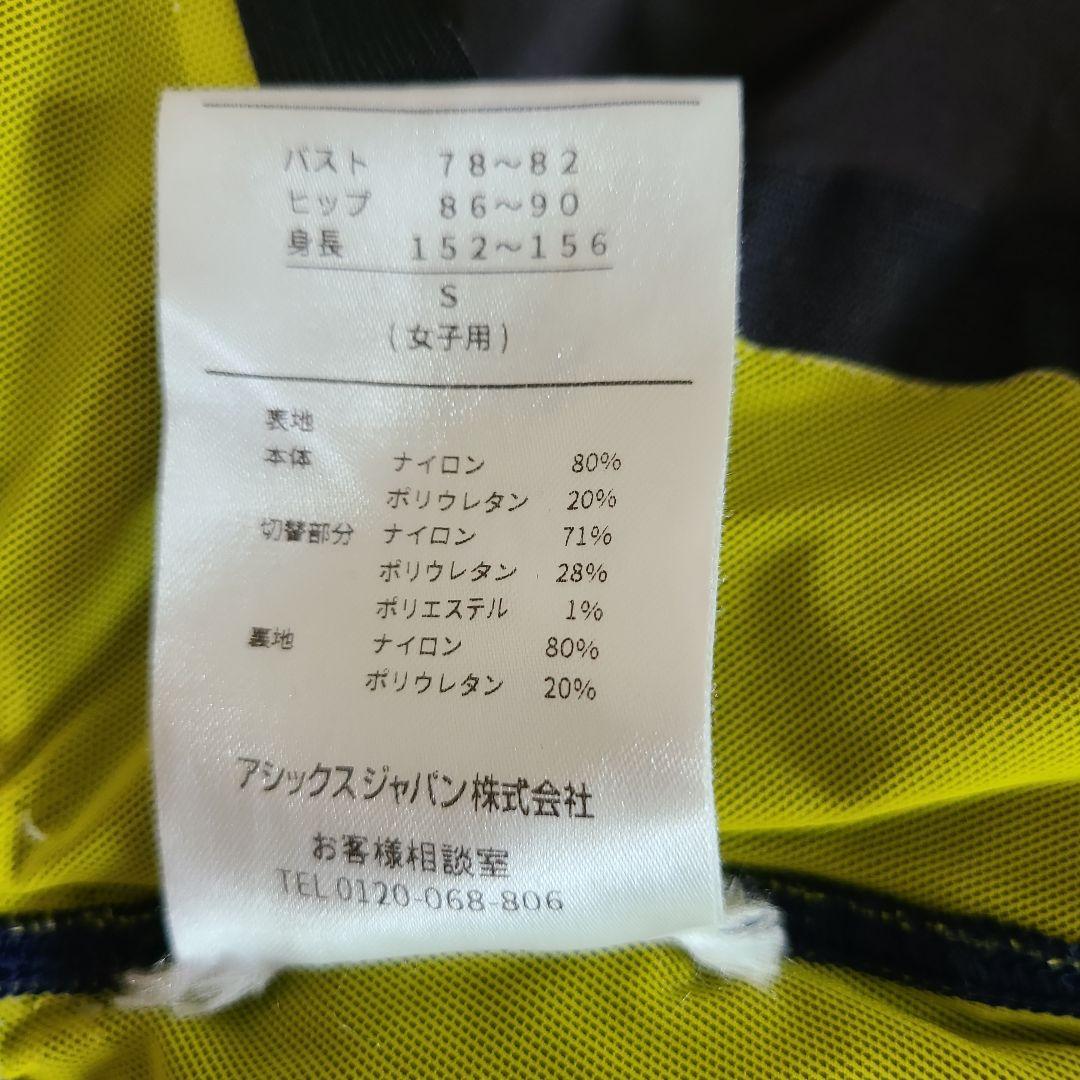 バスト 78～82
ヒップ 86～90
身長 152～156
S
(女子用)
表地
本体 ナイロン 80%
ポリウレタン 20%
切替部分 ナイロン 71%
ポリウレタン 28%
ポリエステル 1%
裏地 ナイロン 80%
ポリウレタン 20%
アシックスジャパン株式会社
お客様相談室
TEL 0120-068-806